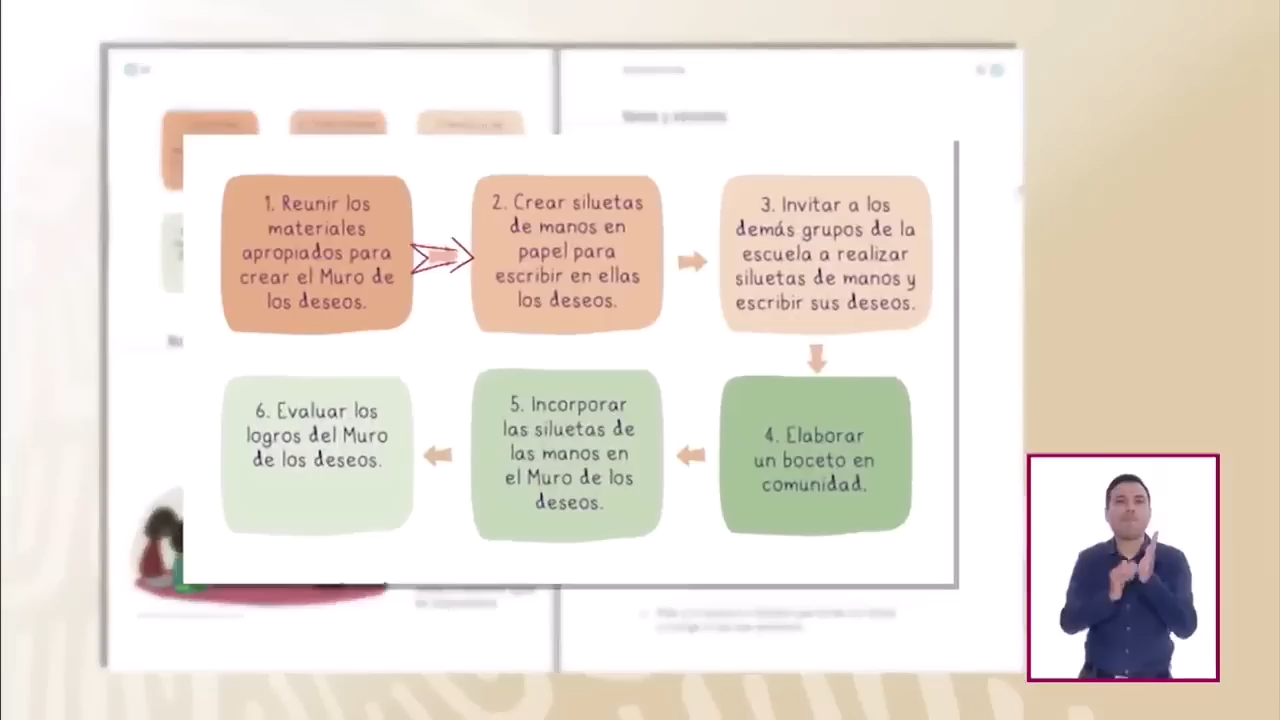 1. Reunir los
materiales
apropiados para
crear el Muro de
los deseos.
2. Crear siluetas
de manos en
papel para
escribir en ellas
los deseos.
3. Invitar a los
demás grupos de la
escuela a realizar
siluetas de manos y
escribir sus deseos.
4. Elaborar
un boceto en
comunidad.
5. Incorporar
las siluetas de
las manos en
el Muro de los
deseos.
6. Evaluar los
logros del Muro
de los deseos.